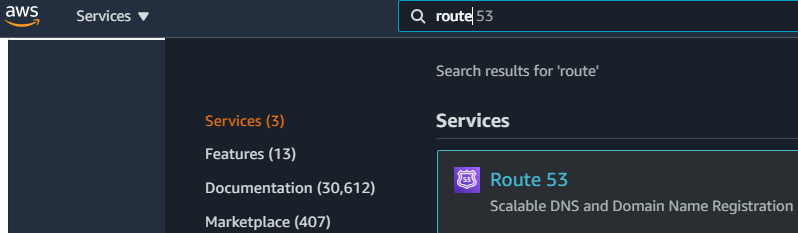 aws
Services ▼
route 53
Search results for 'route'
Services (3)
Features (13)
Documentation (30,612)
Marketplace (407)
Services
Route 53
Scalable DNS and Domain Name Registration